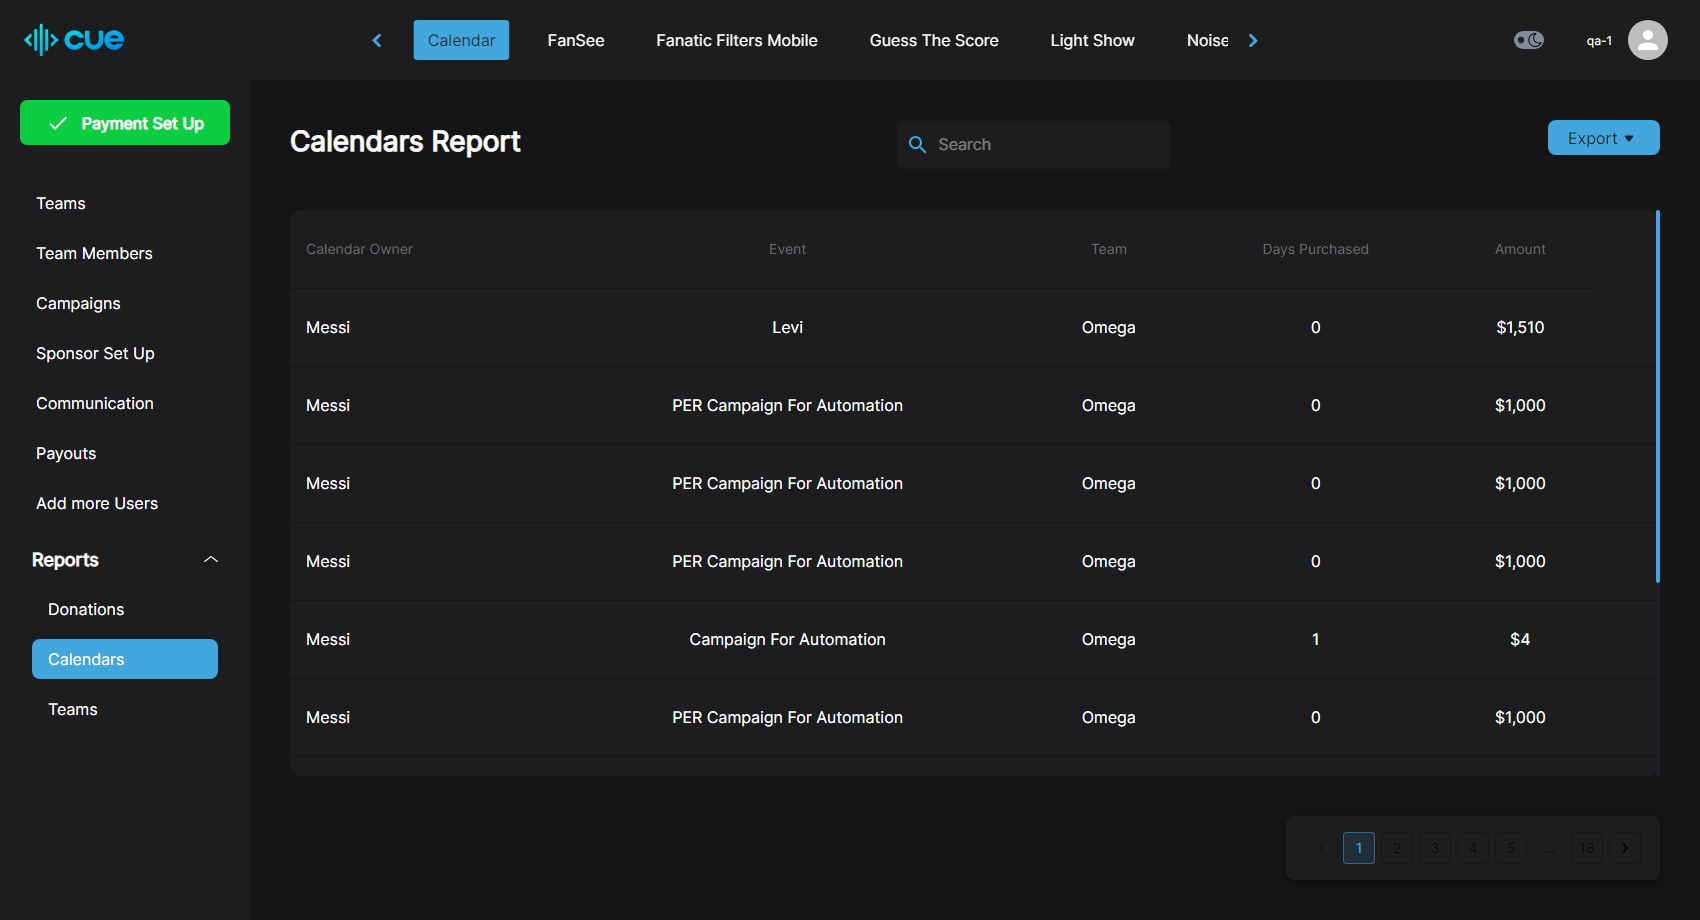 cue
Calendar FanSee Fanatic Filters Mobile Guess The Score Light Show Noise
qa-1
Payment Set Up
Teams
Team Members
Campaigns
Sponsor Set Up
Communication
Payouts
Add more Users
Reports
Donations
Calendars
Teams
Calendars Report
Search
Export
Calendar Owner Event Team Days Purchased Amount
Messi Levi Omega 0 $1,510
Messi PER Campaign For Automation Omega 0 $1,000
Messi PER Campaign For Automation Omega 0 $1,000
Messi PER Campaign For Automation Omega 0 $1,000
Messi Campaign For Automation Omega 1 $4
Messi PER Campaign For Automation Omega 0 $1,000
1 2 3 4 5 ... 18